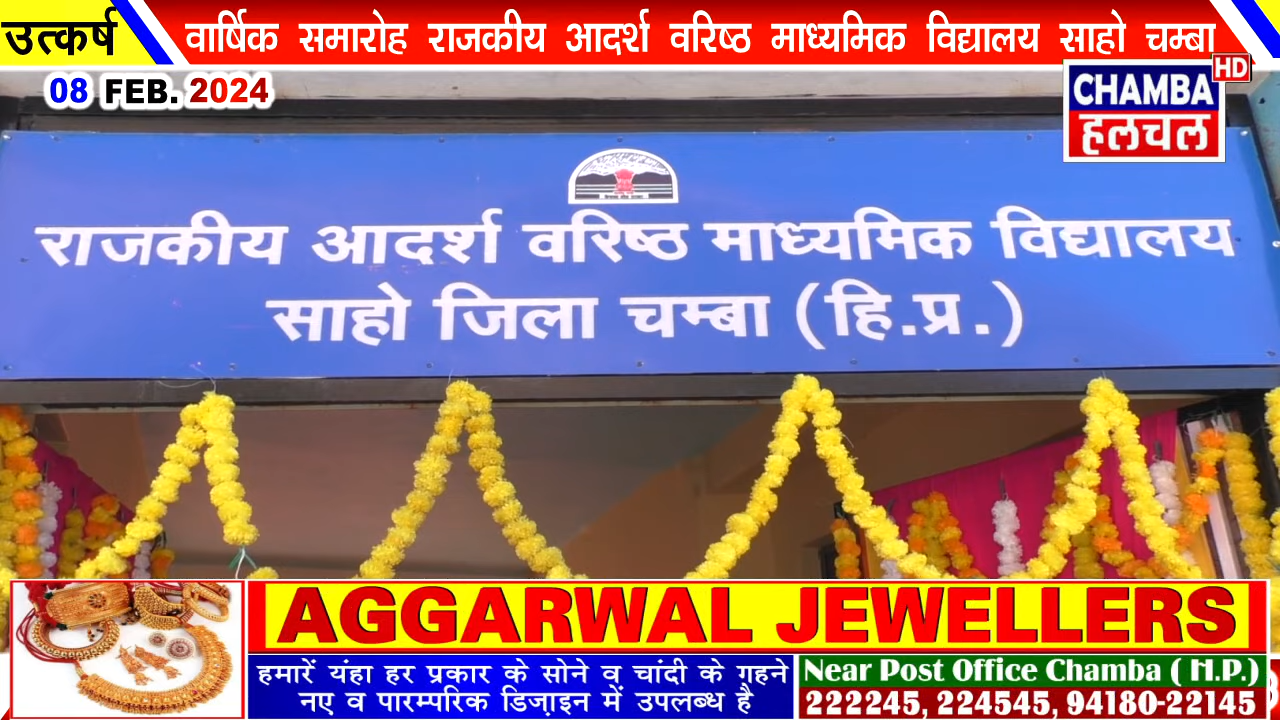 उत्कर्ष
वार्षिक समारोह राजकीय आदर्श वरिष्ठ माध्यमिक विद्यालय साहो चम्बा
08 FEB. 2024
HD
CHAMBA
हलचल
राजकीय आदर्श वरिष्ठ माध्यमिक विद्यालय
साहो जिला चम्बा (हि.प्र.)
AGGARWAL JEWELLERS
हमारें यंहा हर प्रकार के सोने व चांदी के ग़हने
नए व पारम्परिक डिज़ाइन में उपलब्ध है
Near Post Office Chamba ( H.P.)
222245, 224545, 94180-22145